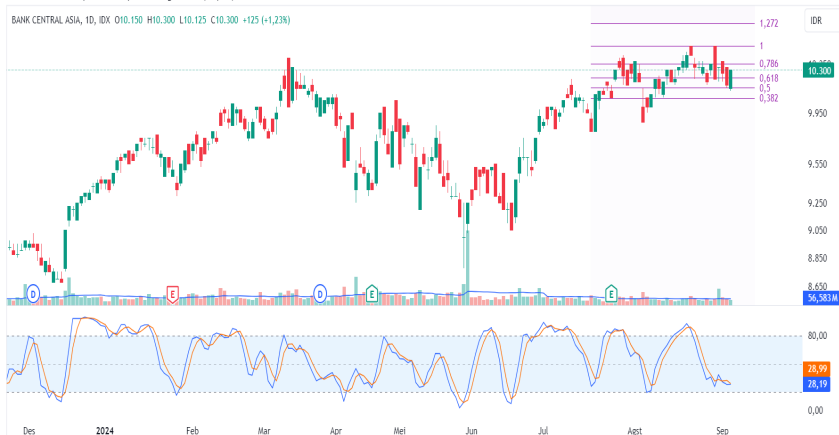 BANK CENTRAL ASIA, 1D, IDX O10.150 H10.300 L10.125 C10.300 +125 (+1,23%)
IDR
1,272
1
0,786
10.300
0,618
0,5
0,382
9.950
9.550
9.250
9.050
8.850
8.650
D
E
D
E
E
56,583M
80,00
28,99
28,19
0,00
Des 2024 Feb Mar Apr Mei Jun Jul Agst Sep